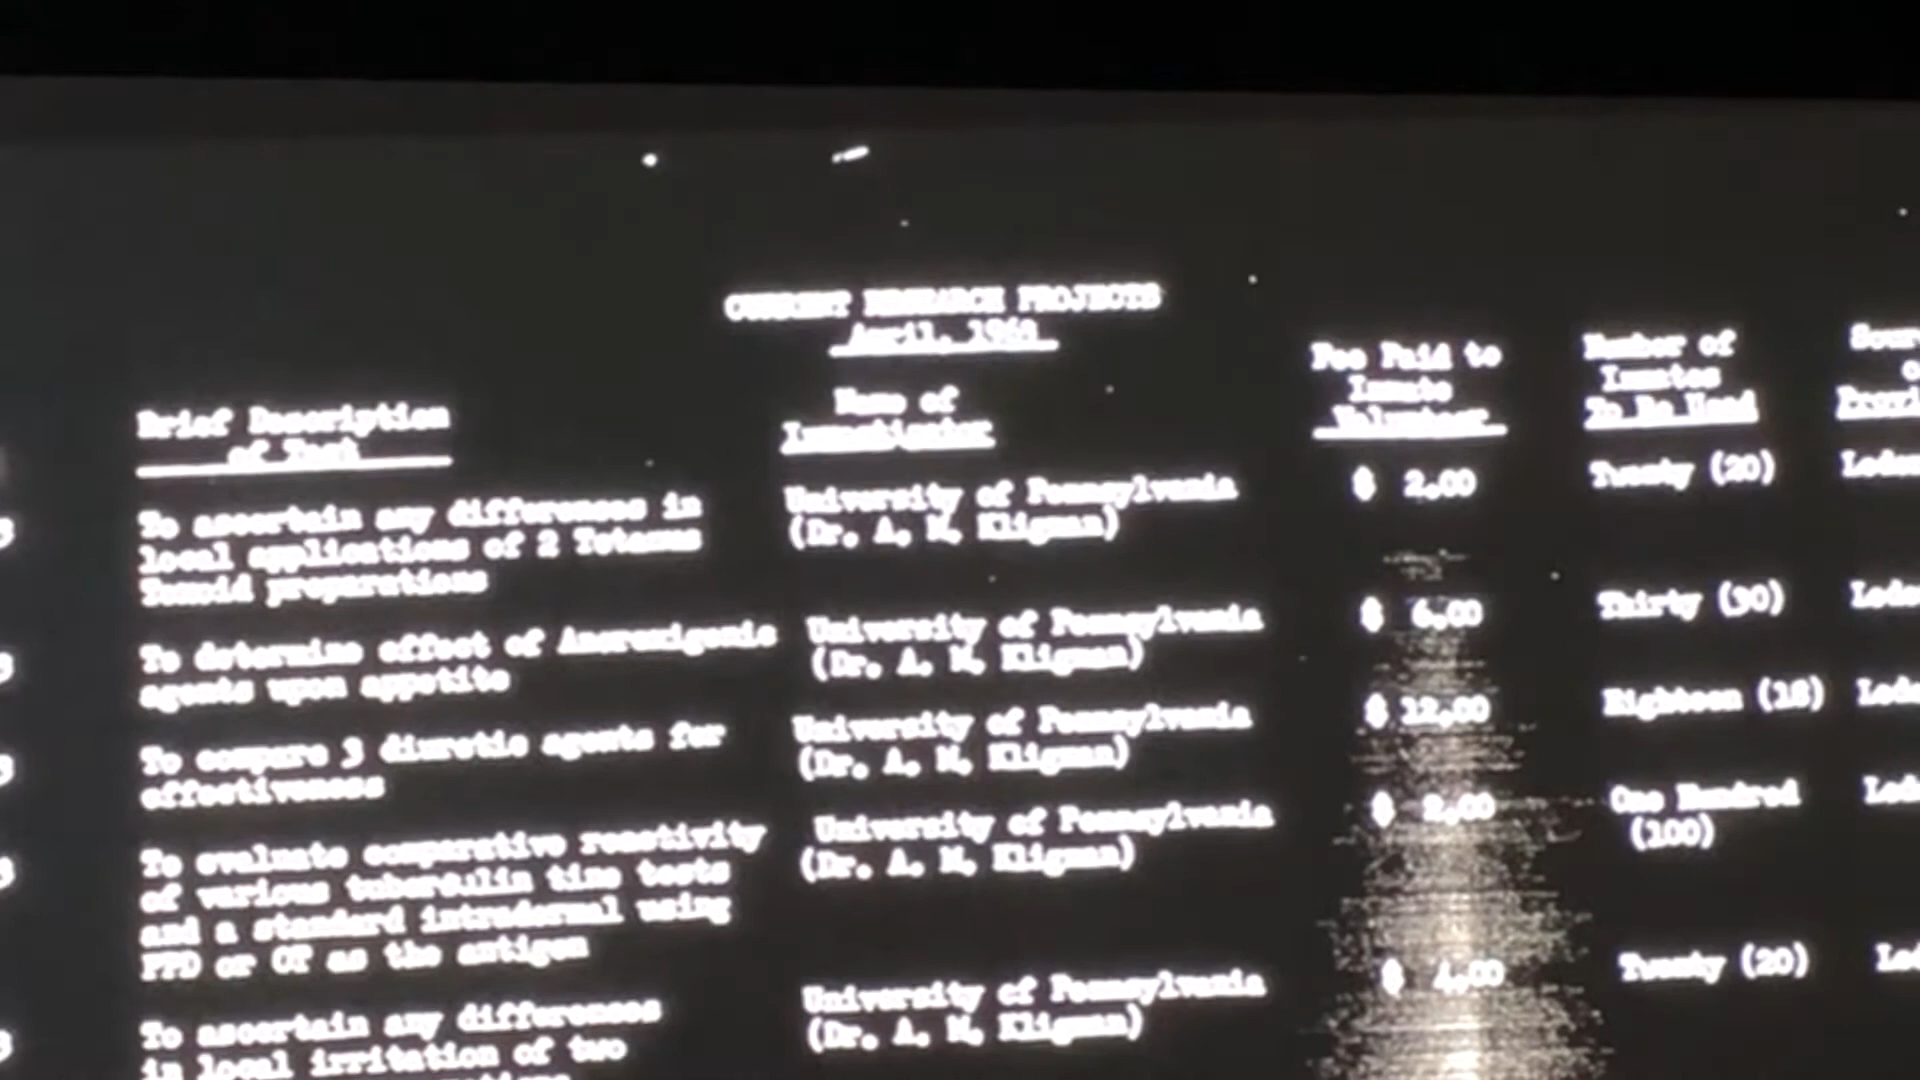 CURRENT RESEARCH PROJECTS
April, 1968
Brief Description
of Test
Name of
Investigator
Fee Paid to
Inmate
Volunteer
Number of
Inmates
To Be Used
3
To ascertain any differences in
local applications of 2 Tetanus
Toxoid preparations
University of Pennsylvania
(Dr. A. M. Kligman)
$ 2.00
Twenty (20)
3
To determine effect of Anorexigenic
agents upon appetite
University of Pennsylvania
(Dr. A. M. Kligman)
$ 6.00
Thirty (30)
3
To compare 3 diuretic agents for
effectiveness
University of Pennsylvania
(Dr. A. M. Kligman)
$ 12.00
Eighteen (18)
3
To evaluate comparative reactivity
of various tuberculin tine tests
and a standard intradermal using
PPD or OT as the antigen
University of Pennsylvania
(Dr. A. M. Kligman)
$ 2.00
One Hundred
(100)
3
To ascertain any differences
in local irritation of two
University of Pennsylvania
(Dr. A. M. Kligman)
$ 4.00
Twenty (20)